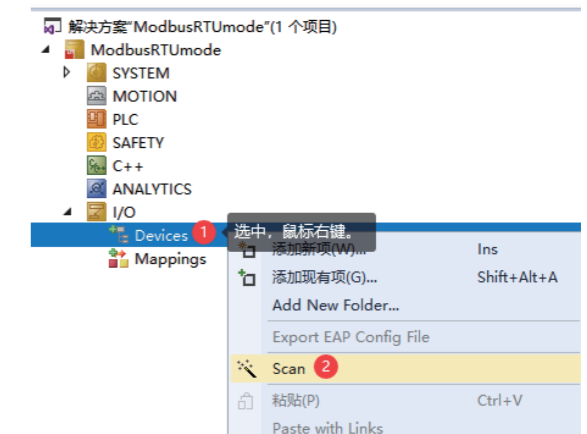 解决方案"ModbusRTUmode"(1 个项目)
ModbusRTUmode
SYSTEM
MOTION
PLC
SAFETY
C++
ANALYTICS
I/O
Devices 1 选中，鼠标右键。
Mappings
添加新项(W)... Ins
添加现有项(G)... Shift+Alt+A
Add New Folder...
Export EAP Config File
Scan 2
粘贴(P) Ctrl+V
Paste with Links